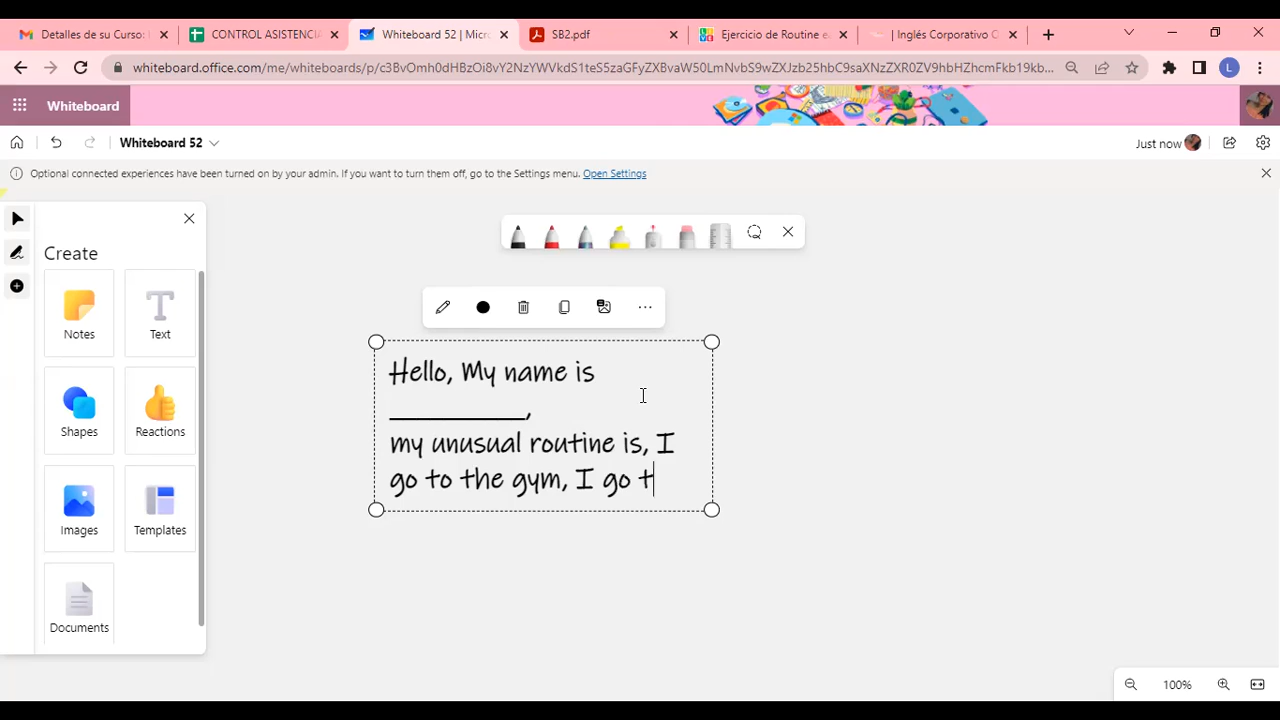 Detalles de su Curso:
CONTROL ASISTENCIA
Whiteboard 52 | Micr
SB2.pdf
Ejercicio de Routine e
| Inglés Corporativo O
whiteboard.office.com/me/whiteboards/p/
Whiteboard
Whiteboard 52
Just now
Optional connected experiences have been turned on by your admin. If you want to turn them off, go to the Settings menu. Open Settings
Create
Notes
Text
Shapes
Reactions
Images
Templates
Documents
Hello, My name is
__________,
my unusual routine is, I
go to the gym, I go t
100%
L